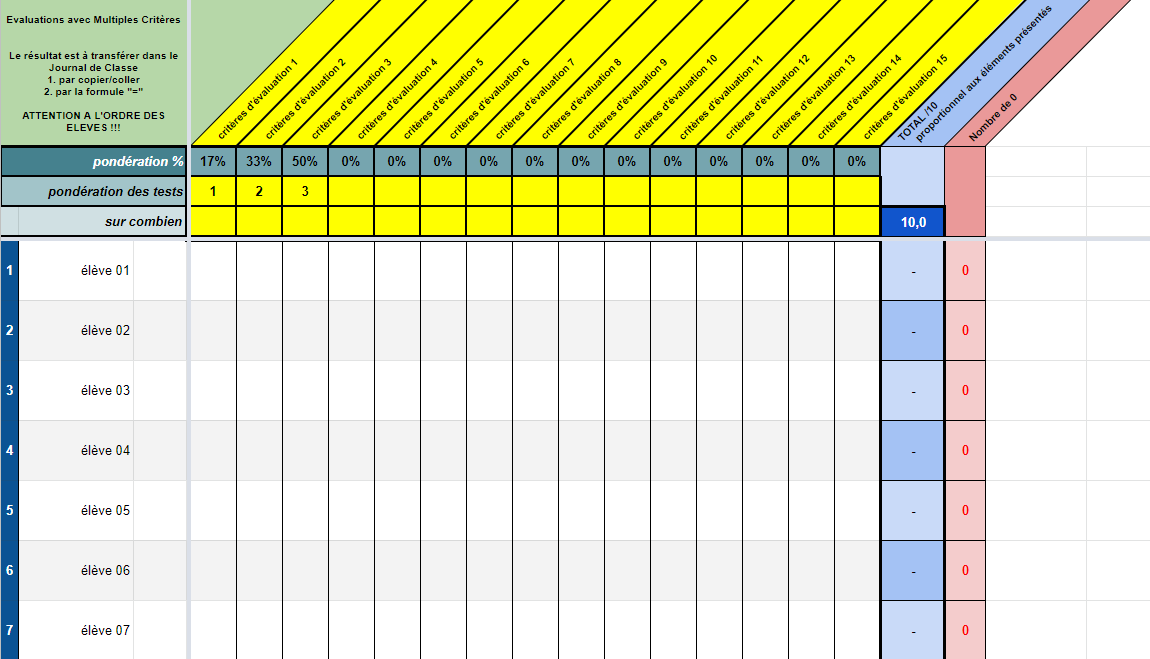 Evaluations avec Multiples Critères
Le résultat est à transférer dans le
Journal de Classe
1. par copier/coller
2. par la formule "="
ATTENTION A L'ORDRE DES
ELEVES !!!
critères d'évaluation 1
critères d'évaluation 2
critères d'évaluation 3
critères d'évaluation 4
critères d'évaluation 5
critères d'évaluation 6
critères d'évaluation 7
critères d'évaluation 8
critères d'évaluation 9
critères d'évaluation 10
critères d'évaluation 11
critères d'évaluation 12
critères d'évaluation 13
critères d'évaluation 14
critères d'évaluation 15
TOTAL /10
proportionnel aux éléments présentés
Nombre de 0
pondération % 17% 33% 50% 0% 0% 0% 0% 0% 0% 0% 0% 0% 0% 0% 0%
pondération des tests 1 2 3
sur combien 10,0
1 élève 01 - 0
2 élève 02 - 0
3 élève 03 - 0
4 élève 04 - 0
5 élève 05 - 0
6 élève 06 - 0
7 élève 07 - 0